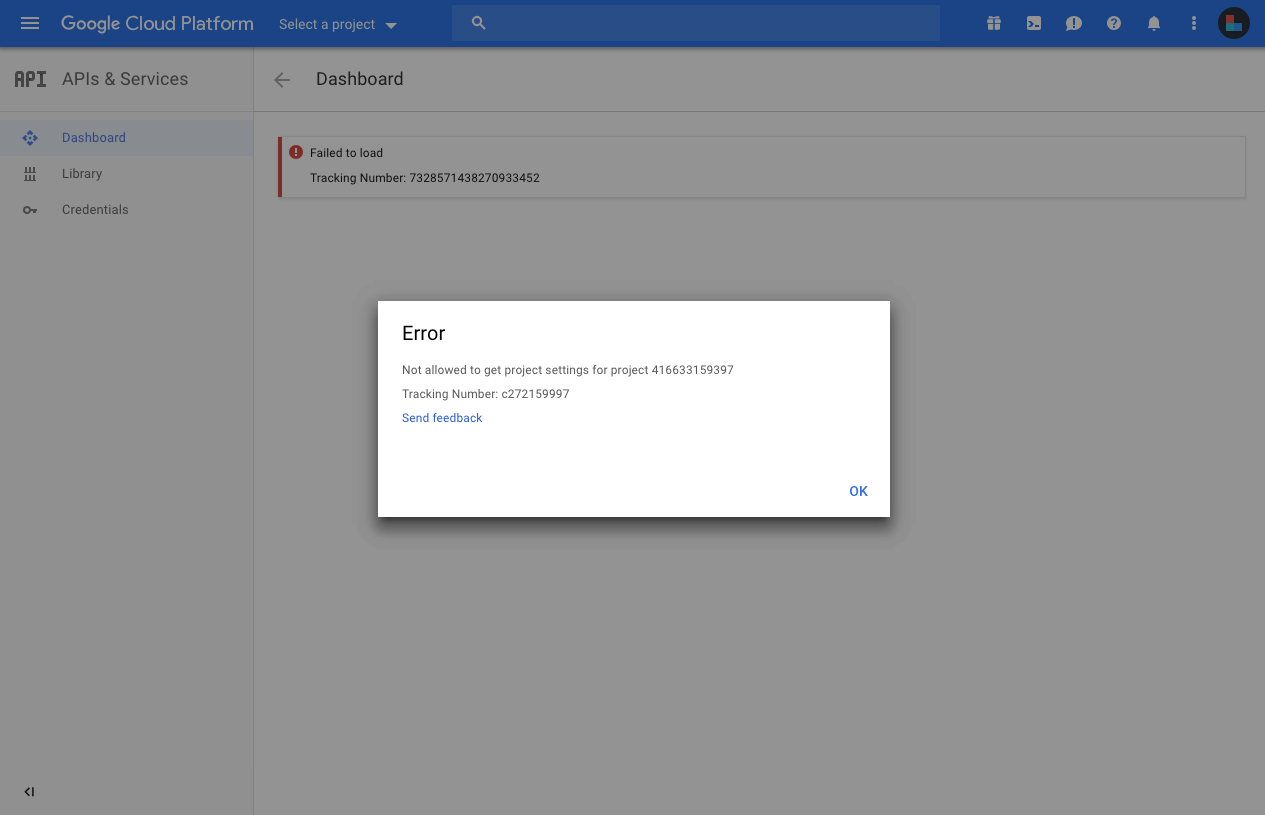 Google Cloud Platform
Select a project
API APIs & Services
Dashboard
Dashboard
Library
Credentials
Failed to load
Tracking Number: 7328571438270933452
Error
Not allowed to get project settings for project 416633159397
Tracking Number: c272159997
Send feedback
OK